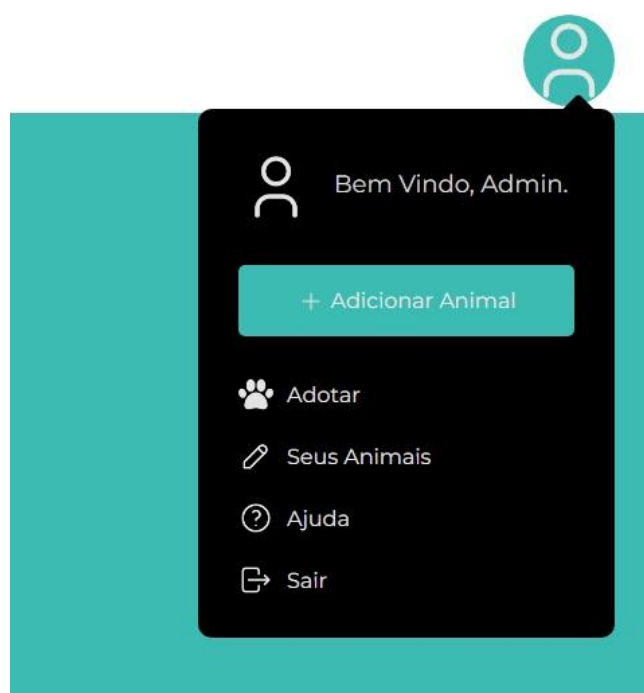 Bem Vindo, Admin.
+ Adicionar Animal
Adotar
Seus Animais
Ajuda
Sair